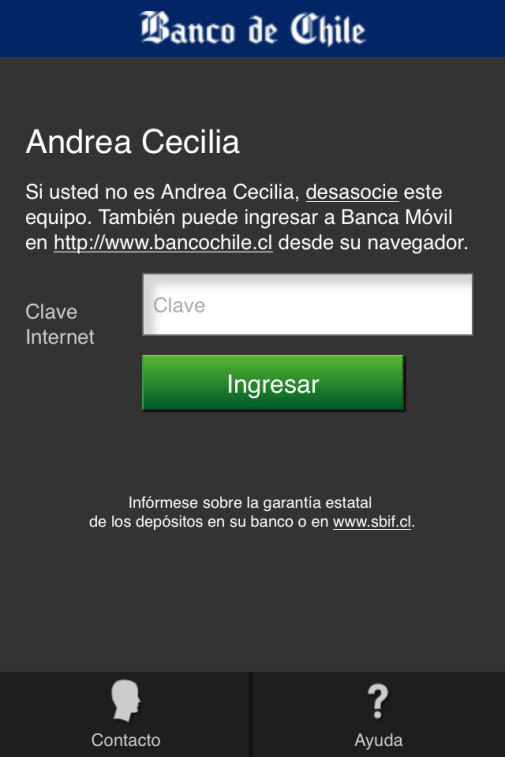 Banco de Chile
Andrea Cecilia
Si usted no es Andrea Cecilia, desasocie este
equipo. También puede ingresar a Banca Móvil
en http://www.bancochile.cl desde su navegador.
Clave
Internet
Clave
Ingresar
Infórmese sobre la garantía estatal
de los depósitos en su banco o en www.sbif.cl.
Contacto
Ayuda